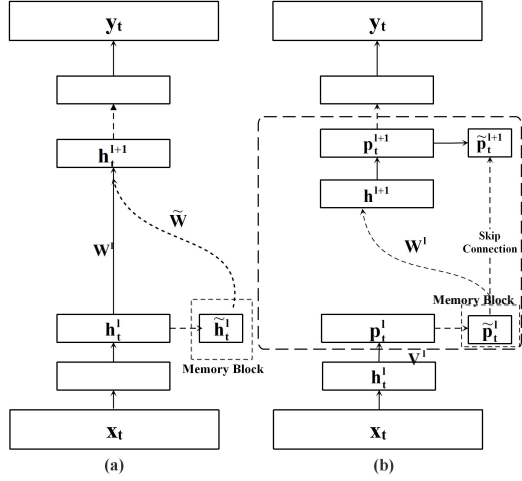 y_t
h_t^{l+1}
W̃
W^l
h_t^l
h̃_t^l
Memory Block
x_t
(a)
y_t
p_t^{l+1}
p̃_t^{l+1}
h^{l+1}
W^l
Skip
Connection
Memory Block
p_t^l
p̃_t^l
V^l
h_t^l
x_t
(b)